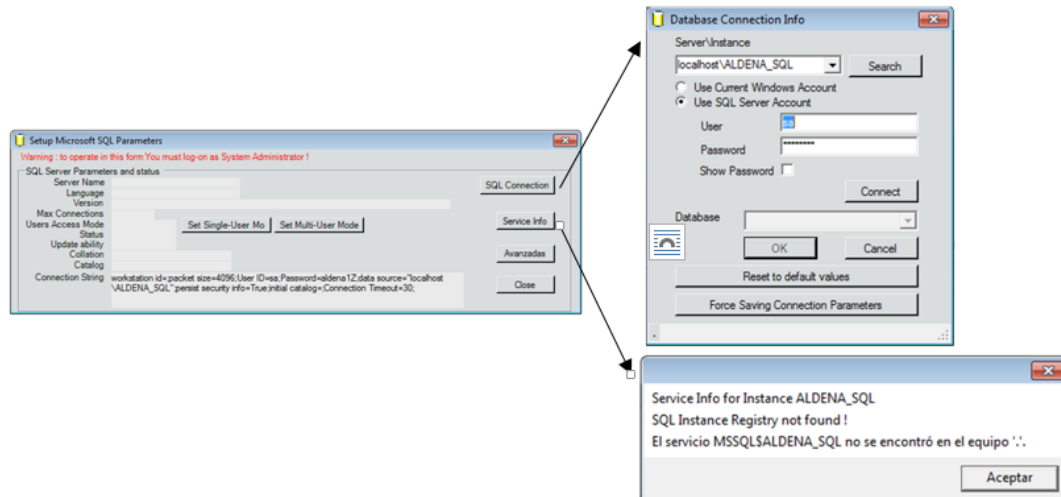 Setup Microsoft SQL Parameters
Warning : to operate in this form You must log-on as System Administrator !
SQL Server Parameters and status
Server Name
Language
Version
Max Connections
Users Access Mode
Set Single-User Mo
Set Multi-User Mode
Status
Update ability
Collation
Catalog
Connection String
workstation id=;packet size=4096;User ID=sa;Password=aldena1Z;data source="localhost
\ALDENA_SQL";persist security info=True;initial catalog=;Connection Timeout=30;
SQL Connection
Service Info
Avanzadas
Close
Database Connection Info
Server\Instance
localhost\ALDENA_SQL
Search
Use Current Windows Account
Use SQL Server Account
User
sa
Password
********
Show Password
Connect
Database
OK
Cancel
Reset to default values
Force Saving Connection Parameters
Service Info for Instance ALDENA_SQL
SQL Instance Registry not found !
El servicio MSSQL$ALDENA_SQL no se encontró en el equipo '.'.
Aceptar